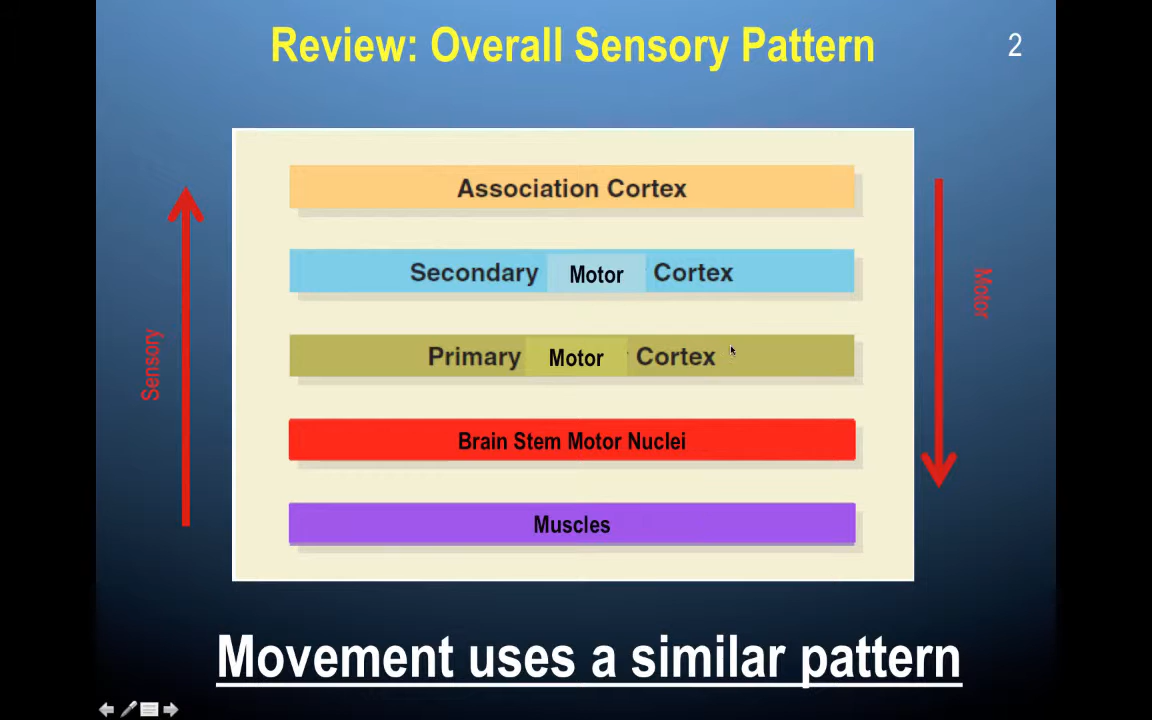 Review: Overall Sensory Pattern
2
Association Cortex
Secondary Motor Cortex
Primary Motor Cortex
Brain Stem Motor Nuclei
Muscles
Sensory
Motor
Movement uses a similar pattern